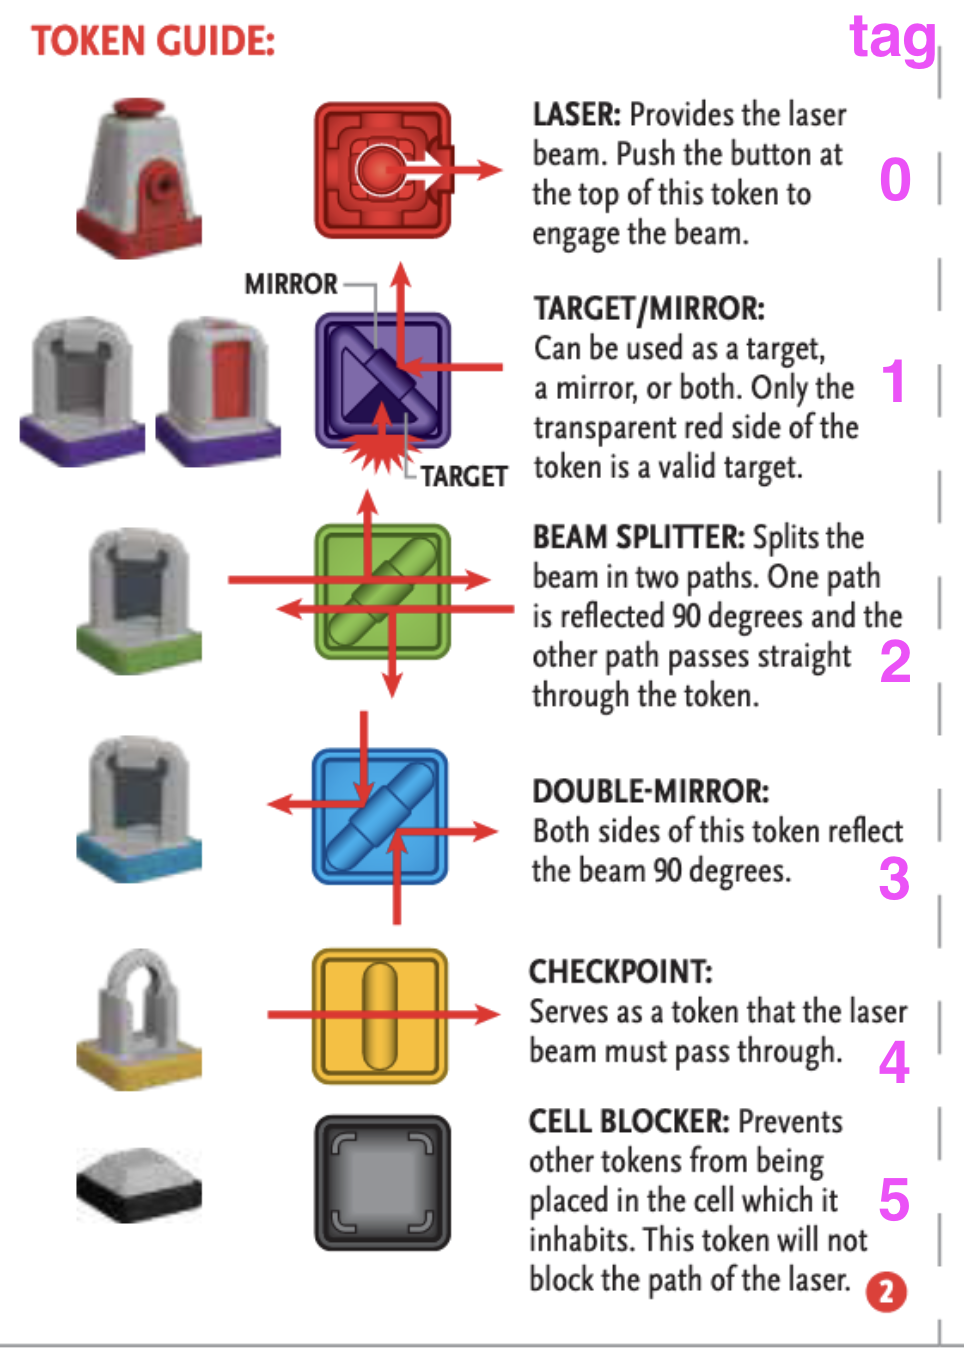 TOKEN GUIDE:
tag
LASER: Provides the laser
beam. Push the button at
the top of this token to
engage the beam.
0
MIRROR
TARGET
TARGET/MIRROR:
Can be used as a target,
a mirror, or both. Only the
transparent red side of the
token is a valid target.
1
BEAM SPLITTER: Splits the
beam in two paths. One path
is reflected 90 degrees and the
other path passes straight
through the token.
2
DOUBLE-MIRROR:
Both sides of this token reflect
the beam 90 degrees.
3
CHECKPOINT:
Serves as a token that the laser
beam must pass through.
4
CELL BLOCKER: Prevents
other tokens from being
placed in the cell which it
inhabits. This token will not
block the path of the laser.
5
2